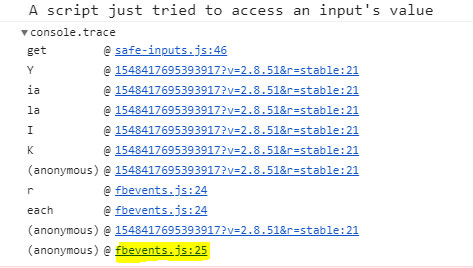 A script just tried to access an input's value
▼console.trace
get @ safe-inputs.js:46
Y @ 1548417695393917?v=2.8.51&r=stable:21
ia @ 1548417695393917?v=2.8.51&r=stable:21
la @ 1548417695393917?v=2.8.51&r=stable:21
I @ 1548417695393917?v=2.8.51&r=stable:21
K @ 1548417695393917?v=2.8.51&r=stable:21
(anonymous) @ 1548417695393917?v=2.8.51&r=stable:21
r @ fbevents.js:24
each @ fbevents.js:24
(anonymous) @ 1548417695393917?v=2.8.51&r=stable:21
(anonymous) @ fbevents.js:25